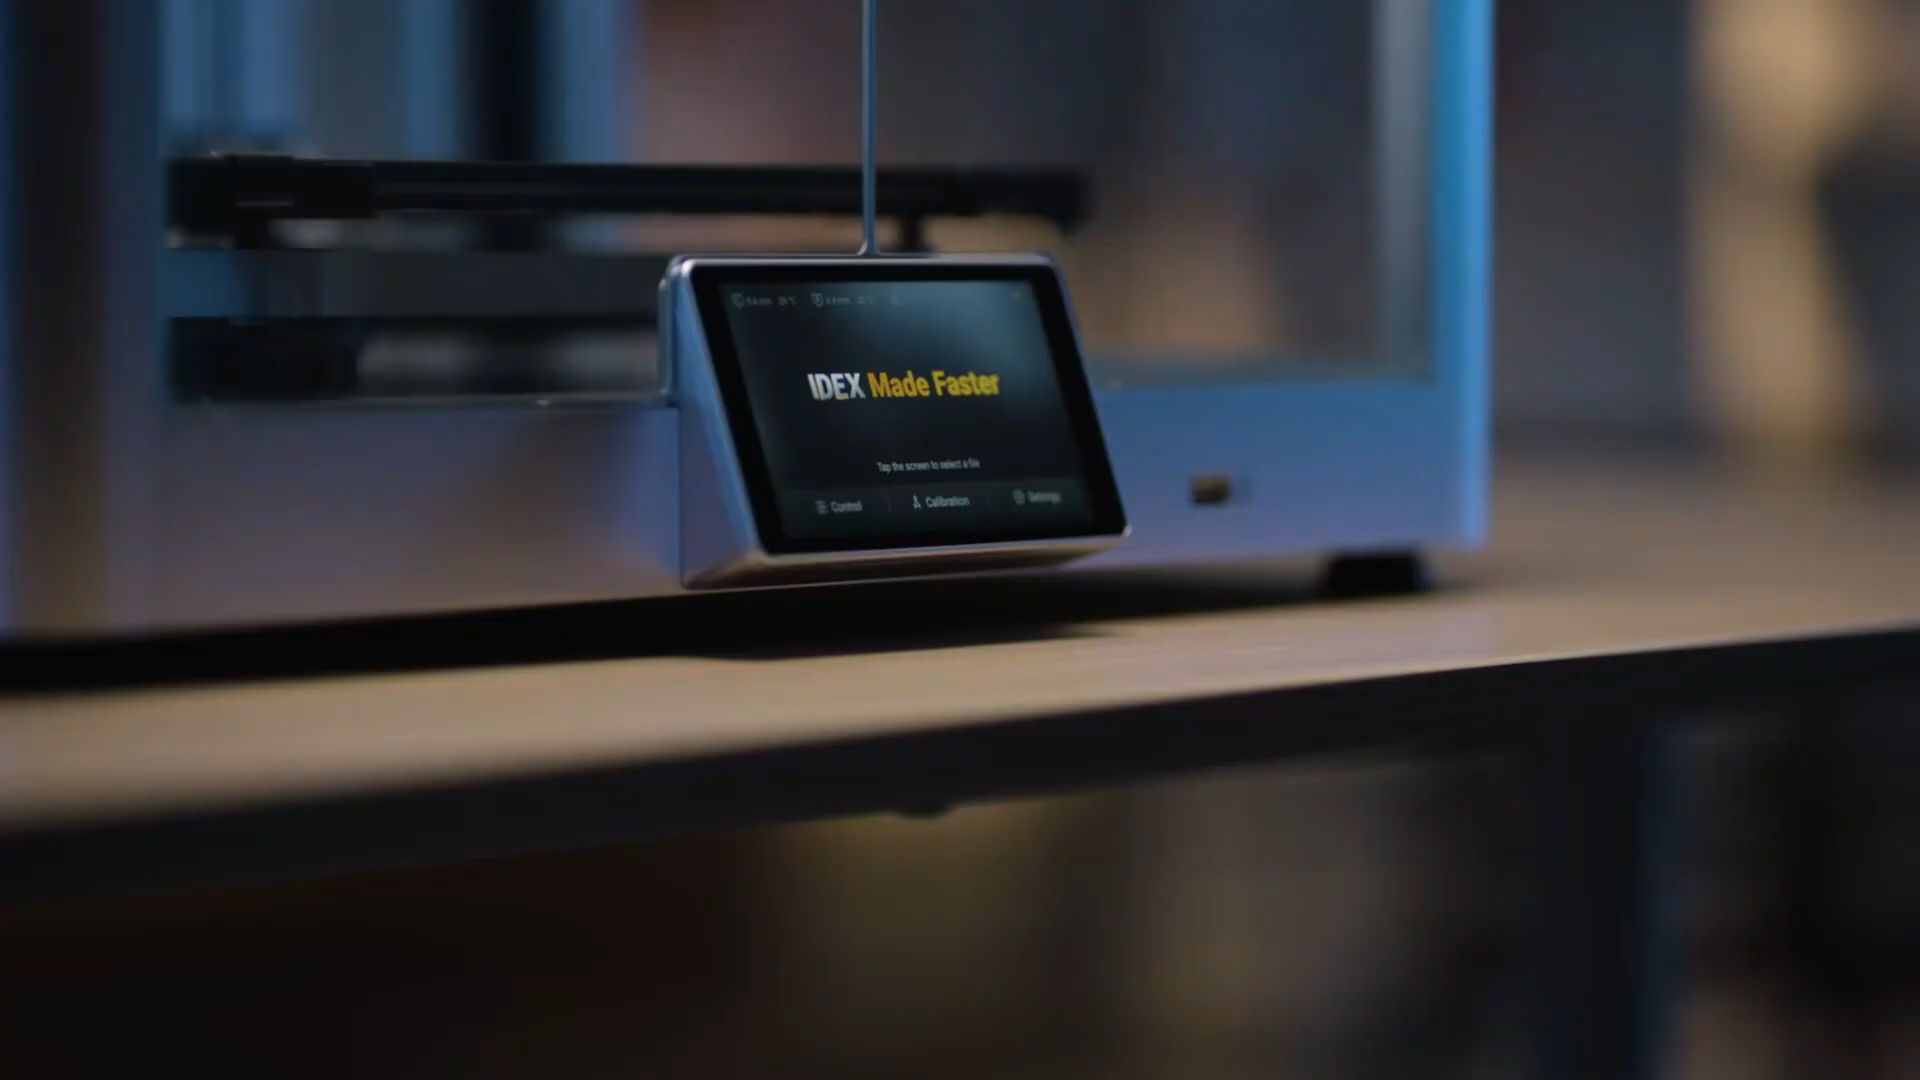 IDEX Made Faster
Tap the screen to select a file
Control
Calibration
Settings